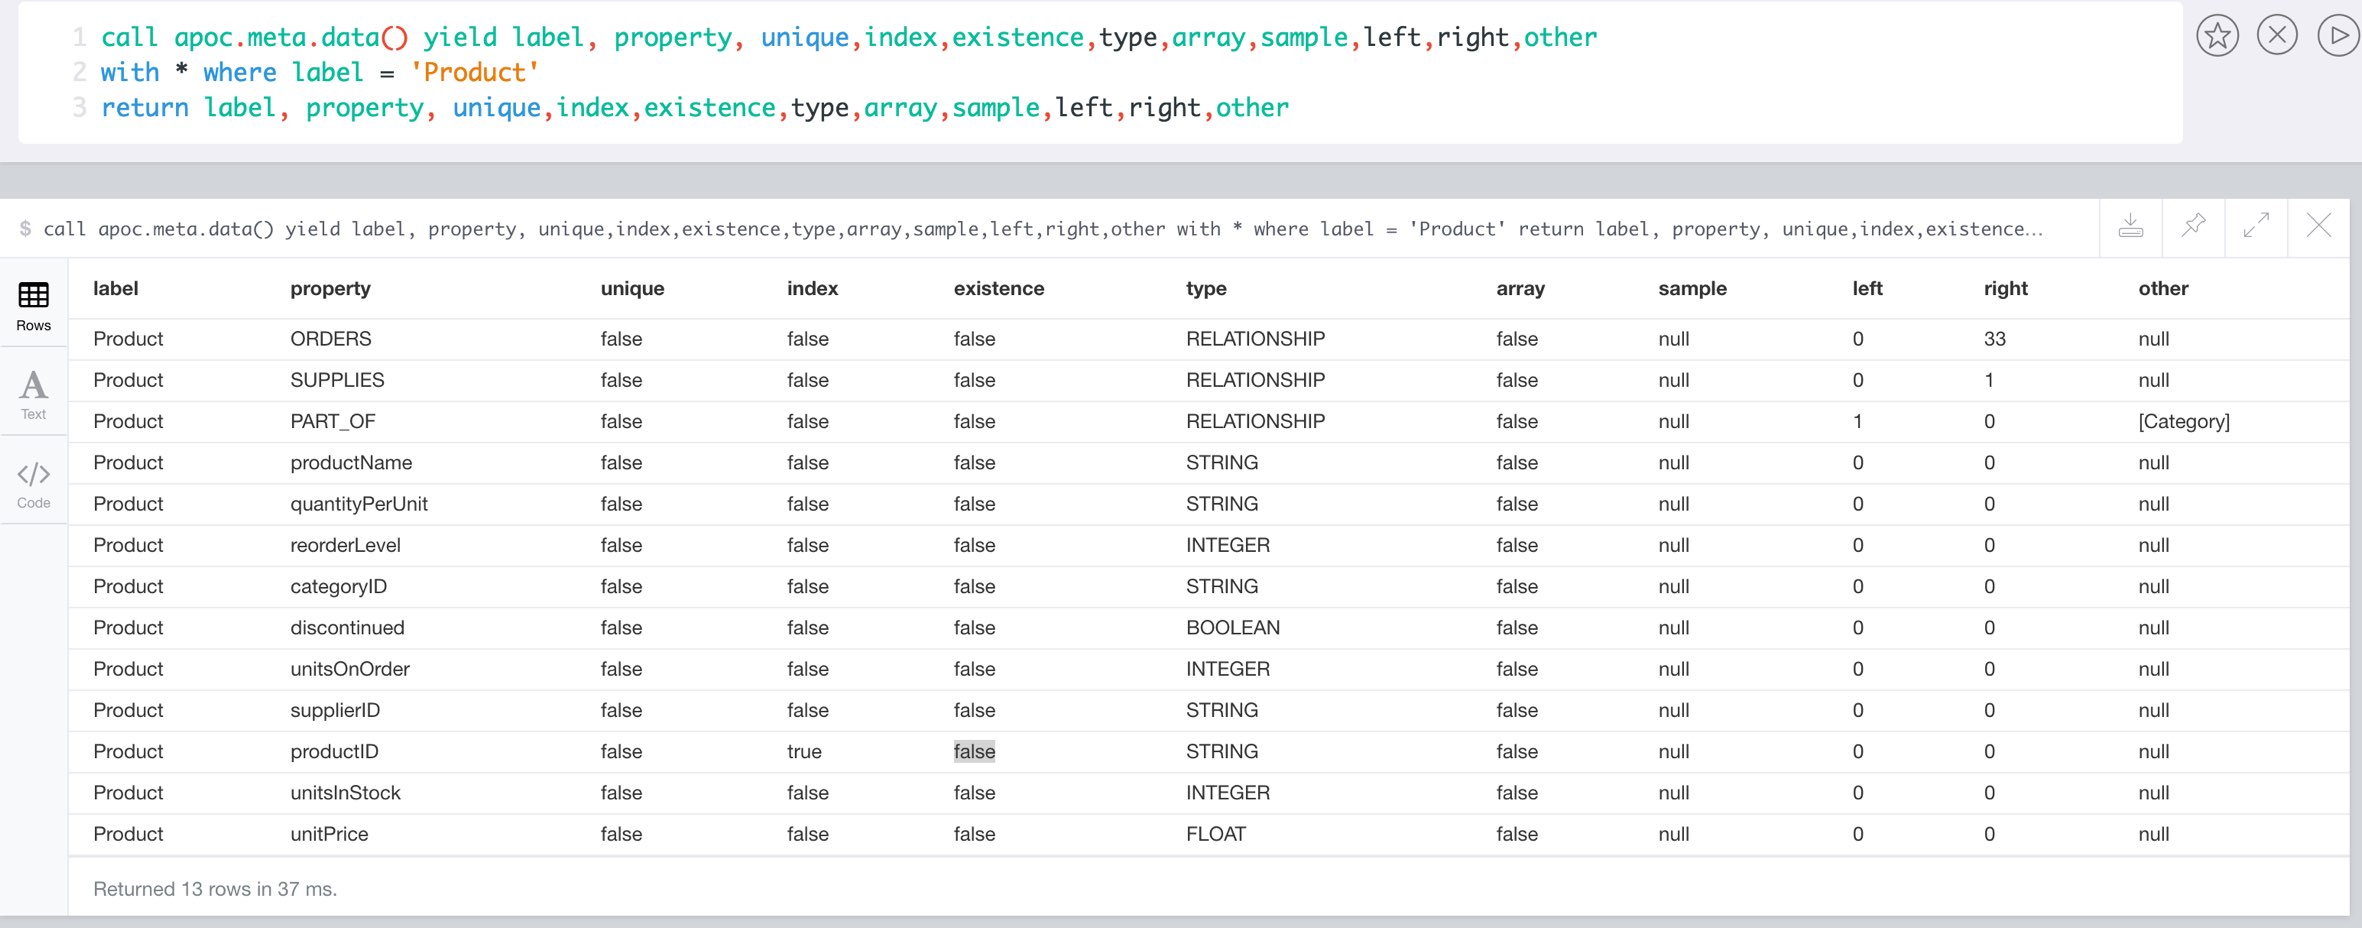 1 call apoc.meta.data() yield label, property, unique,index,existence,type,array,sample,left,right,other
2 with * where label = 'Product'
3 return label, property, unique,index,existence,type,array,sample,left,right,other
$ call apoc.meta.data() yield label, property, unique,index,existence,type,array,sample,left,right,other with * where label = 'Product' return label, property, unique,index,existence...
Rows
Text
Code
label property unique index existence type array sample left right other
Product ORDERS false false false RELATIONSHIP false null 0 33 null
Product SUPPLIES false false false RELATIONSHIP false null 0 1 null
Product PART_OF false false false RELATIONSHIP false null 1 0 [Category]
Product productName false false false STRING false null 0 0 null
Product quantityPerUnit false false false STRING false null 0 0 null
Product reorderLevel false false false INTEGER false null 0 0 null
Product categoryID false false false STRING false null 0 0 null
Product discontinued false false false BOOLEAN false null 0 0 null
Product unitsOnOrder false false false INTEGER false null 0 0 null
Product supplierID false false false STRING false null 0 0 null
Product productID false true false STRING false null 0 0 null
Product unitsInStock false false false INTEGER false null 0 0 null
Product unitPrice false false false FLOAT false null 0 0 null
Returned 13 rows in 37 ms.